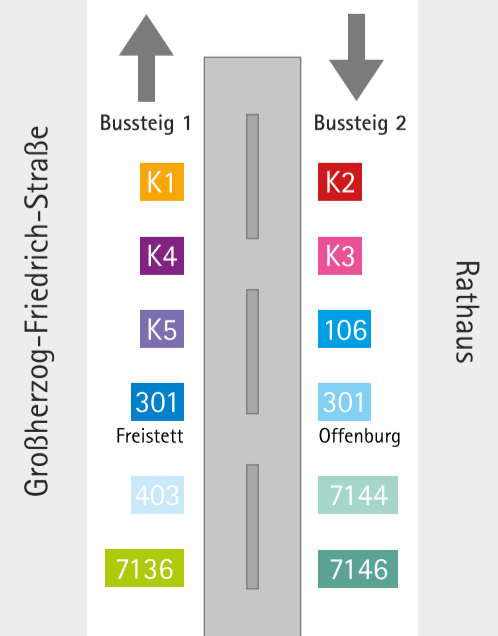 Großherzog-Friedrich-Straße
Bussteig 1
K1
K4
K5
301
Freistett
403
7136
Bussteig 2
K2
K3
106
301
Offenburg
7144
7146
Rathaus